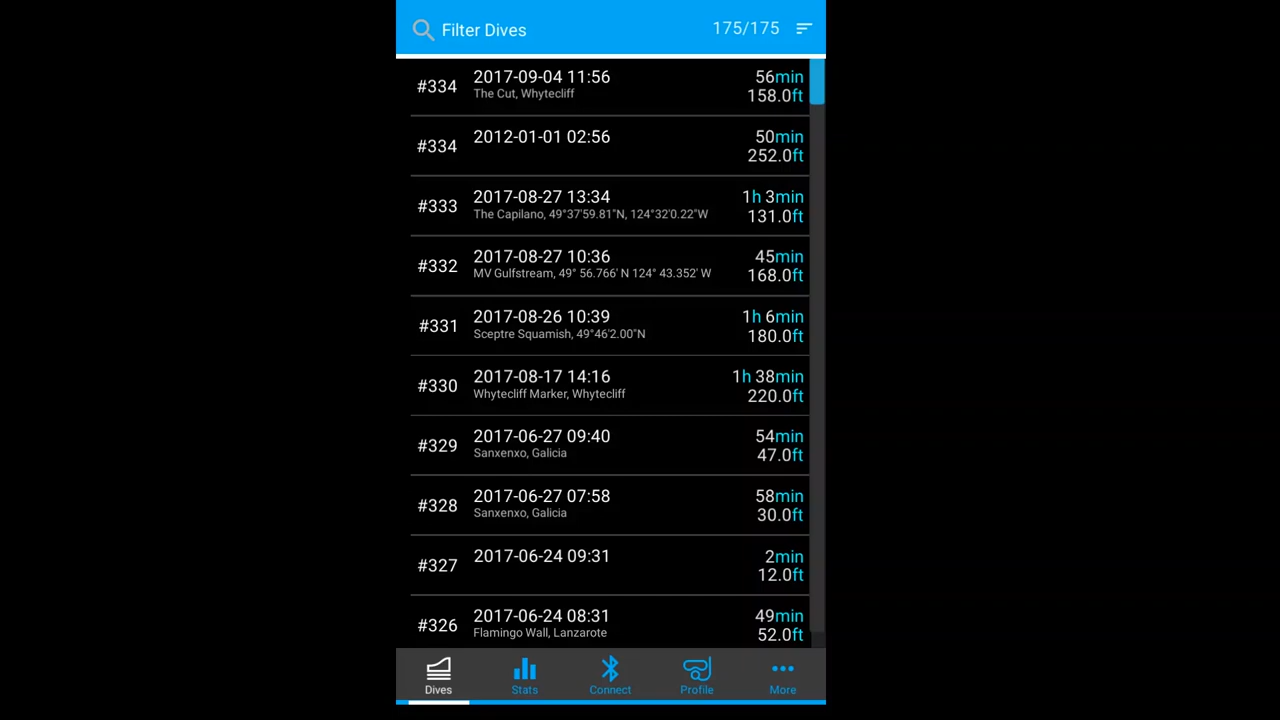 Filter Dives 175/175
#334 2017-09-04 11:56 56min
The Cut, Whytecliff 158.0ft
#334 2012-01-01 02:56 50min
252.0ft
#333 2017-08-27 13:34 1h 3min
The Capilano, 49°37'59.81"N, 124°32'0.22"W 131.0ft
#332 2017-08-27 10:36 45min
MV Gulfstream, 49° 56.766' N 124° 43.352' W 168.0ft
#331 2017-08-26 10:39 1h 6min
Sceptre Squamish, 49°46'2.00"N 180.0ft
#330 2017-08-17 14:16 1h 38min
Whytecliff Marker, Whytecliff 220.0ft
#329 2017-06-27 09:40 54min
Sanxenxo, Galicia 47.0ft
#328 2017-06-27 07:58 58min
Sanxenxo, Galicia 30.0ft
#327 2017-06-24 09:31 2min
12.0ft
#326 2017-06-24 08:31 49min
Flamingo Wall, Lanzarote 52.0ft
Dives Stats Connect Profile More